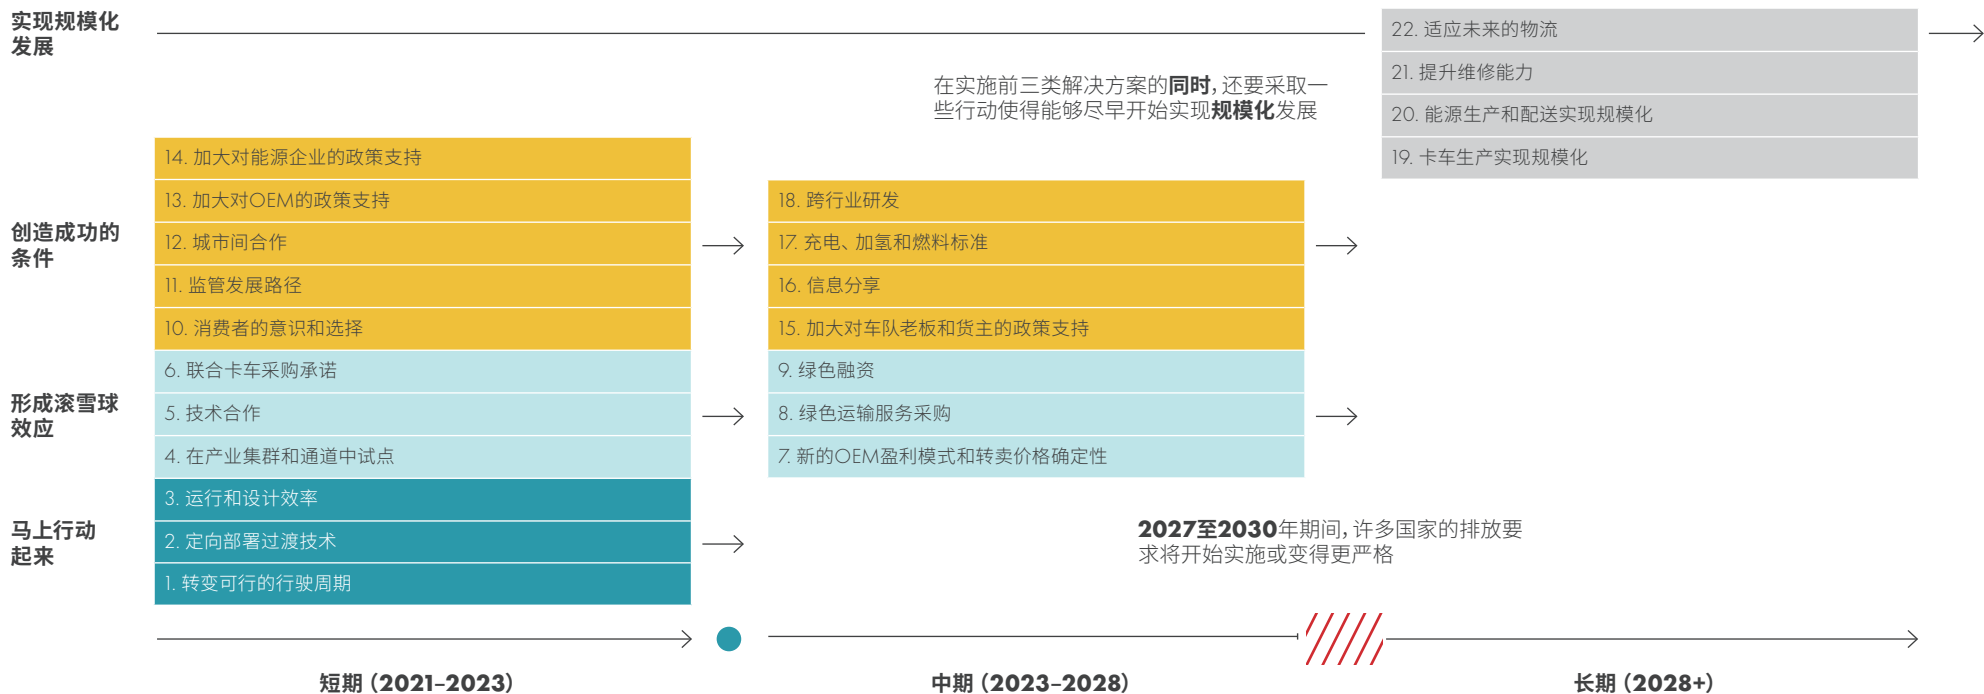 实现规模化
发展
22. 适应未来的物流
21. 提升维修能力
20. 能源生产和配送实现规模化
19. 卡车生产实现规模化
在实施前三类解决方案的同时，还要采取一
些行动使得能够尽早开始实现规模化发展
创造成功的
条件
14. 加大对能源企业的政策支持
13. 加大对OEM的政策支持
12. 城市间合作
11. 监管发展路径
10. 消费者的意识和选择
18. 跨行业研发
17. 充电、加氢和燃料标准
16. 信息分享
15. 加大对车队老板和货主的政策支持
形成滚雪球
效应
6. 联合卡车采购承诺
5. 技术合作
4. 在产业集群和通道中试点
9. 绿色融资
8. 绿色运输服务采购
7. 新的OEM盈利模式和转卖价格确定性
马上行动
起来
3. 运行和设计效率
2. 定向部署过渡技术
1. 转变可行的行驶周期
2027至2030年期间，许多国家的排放要
求将开始实施或变得更严格
短期（2021–2023）
中期（2023–2028）
长期（2028+）